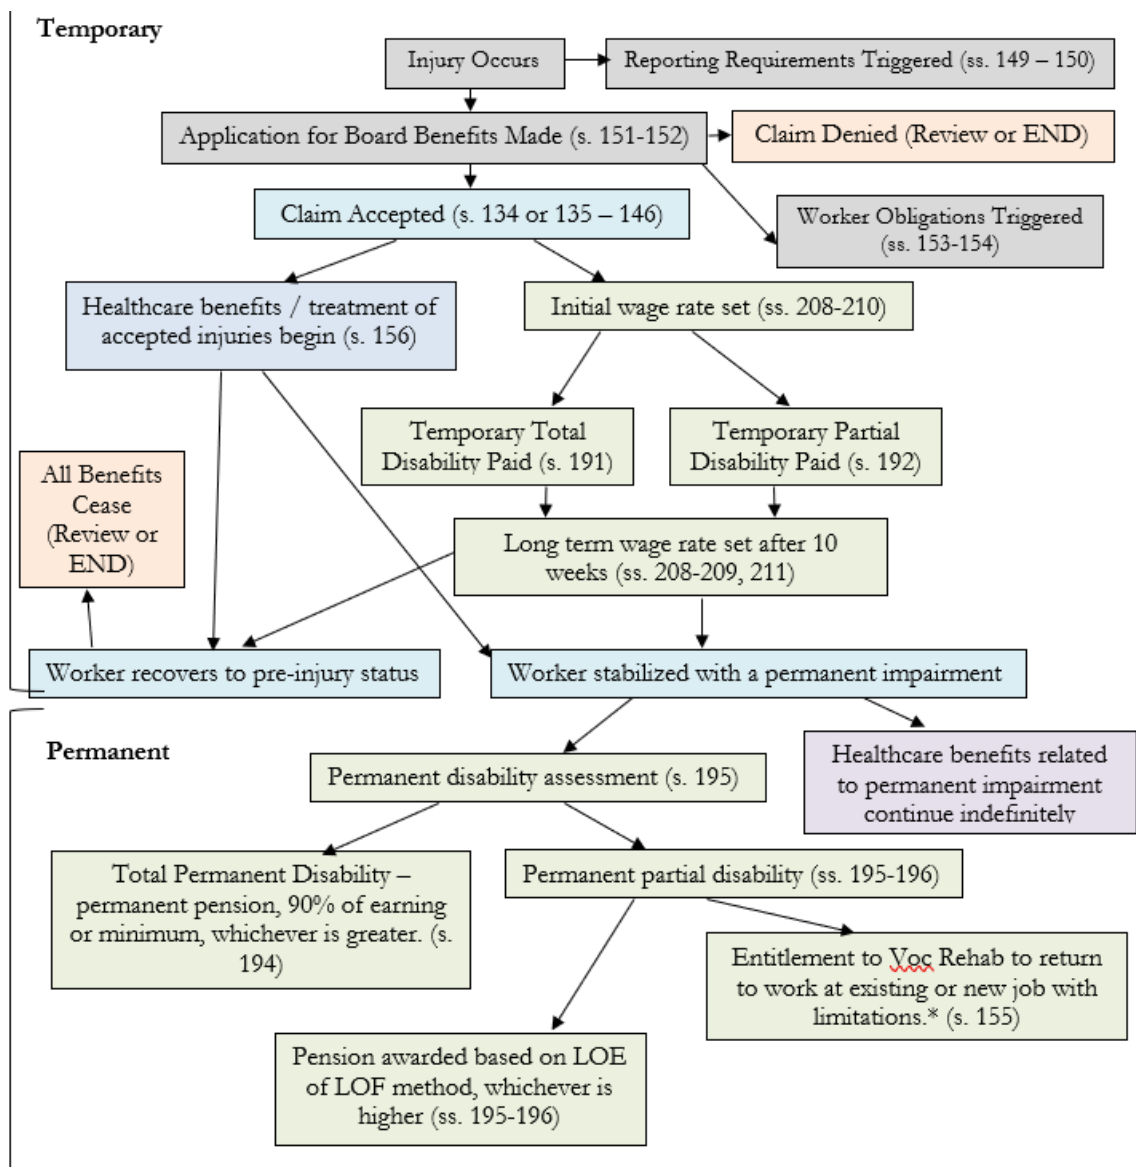 Temporary
Injury Occurs
Reporting Requirements Triggered (ss. 149 – 150)
Application for Board Benefits Made (s. 151-152)
Claim Denied (Review or END)
Claim Accepted (s. 134 or 135 – 146)
Worker Obligations Triggered
(ss. 153-154)
Healthcare benefits / treatment of
accepted injuries begin (s. 156)
Initial wage rate set (ss. 208-210)
Temporary Total
Disability Paid (s. 191)
Temporary Partial
Disability Paid (s. 192)
All Benefits
Cease
(Review or
END)
Long term wage rate set after 10
weeks (ss. 208-209, 211)
Worker recovers to pre-injury status
Worker stabilized with a permanent impairment
Permanent
Permanent disability assessment (s. 195)
Healthcare benefits related
to permanent impairment
continue indefinitely
Total Permanent Disability –
permanent pension, 90% of earning
or minimum, whichever is greater. (s.
194)
Permanent partial disability (ss. 195-196)
Entitlement to Voc Rehab to return
to work at existing or new job with
limitations.* (s. 155)
Pension awarded based on LOE
of LOF method, whichever is
higher (ss. 195-196)